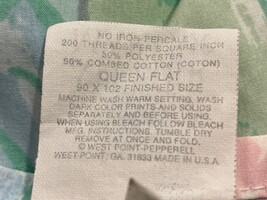 NO IRON PERCALE
200 THREADS PER SQUARE INCH
50% POLYESTER
50% COMBED COTTON (COTON)
QUEEN FLAT
90 X 102 FINISHED SIZE
MACHINE WASH WARM SETTING. WASH
DARK COLOR PRINTS AND SOLIDS
SEPARATELY AND BEFORE USING.
WHEN USING BLEACH FOLLOW BLEACH
MFG. INSTRUCTIONS. TUMBLE DRY
REMOVE AT ONCE AND FOLD.
© WEST POINT-PEPPERELL
WEST POINT, GA. 31833 MADE IN U.S.A.